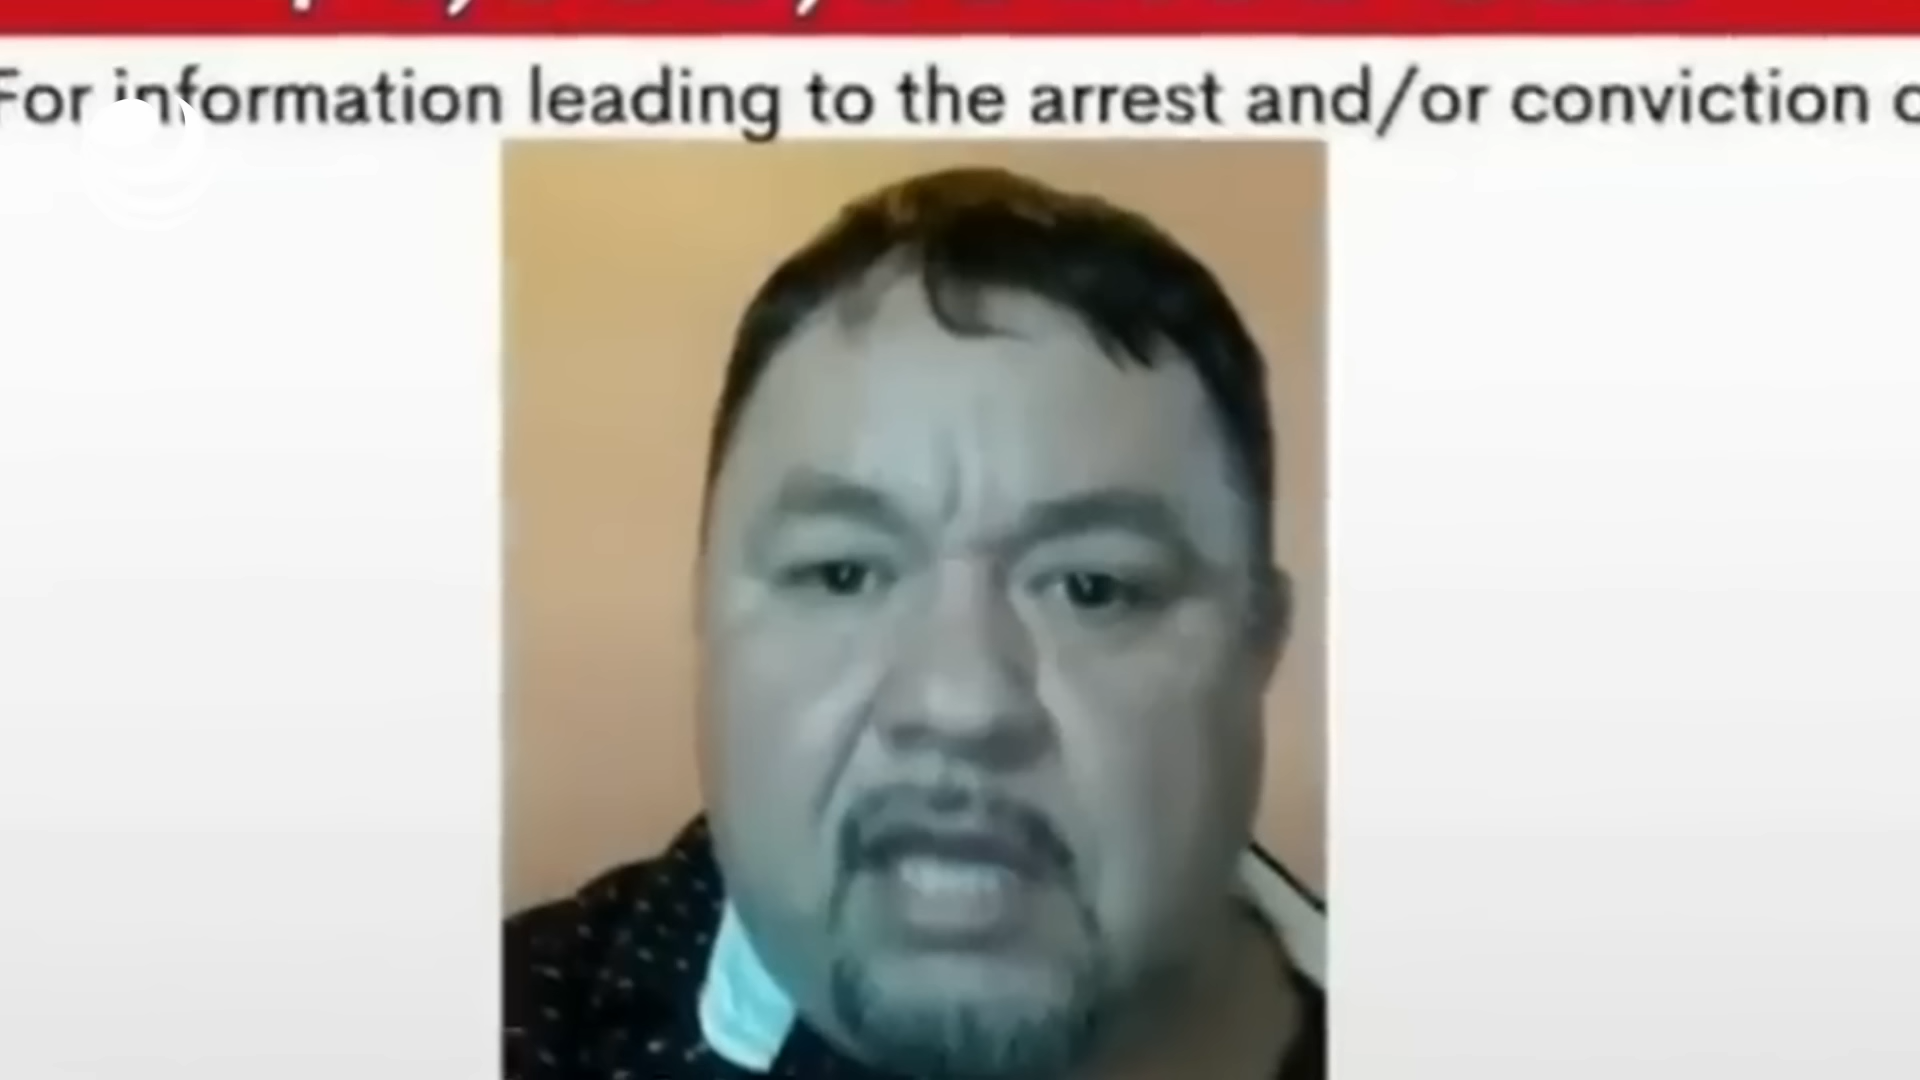 For information leading to the arrest and/or conviction